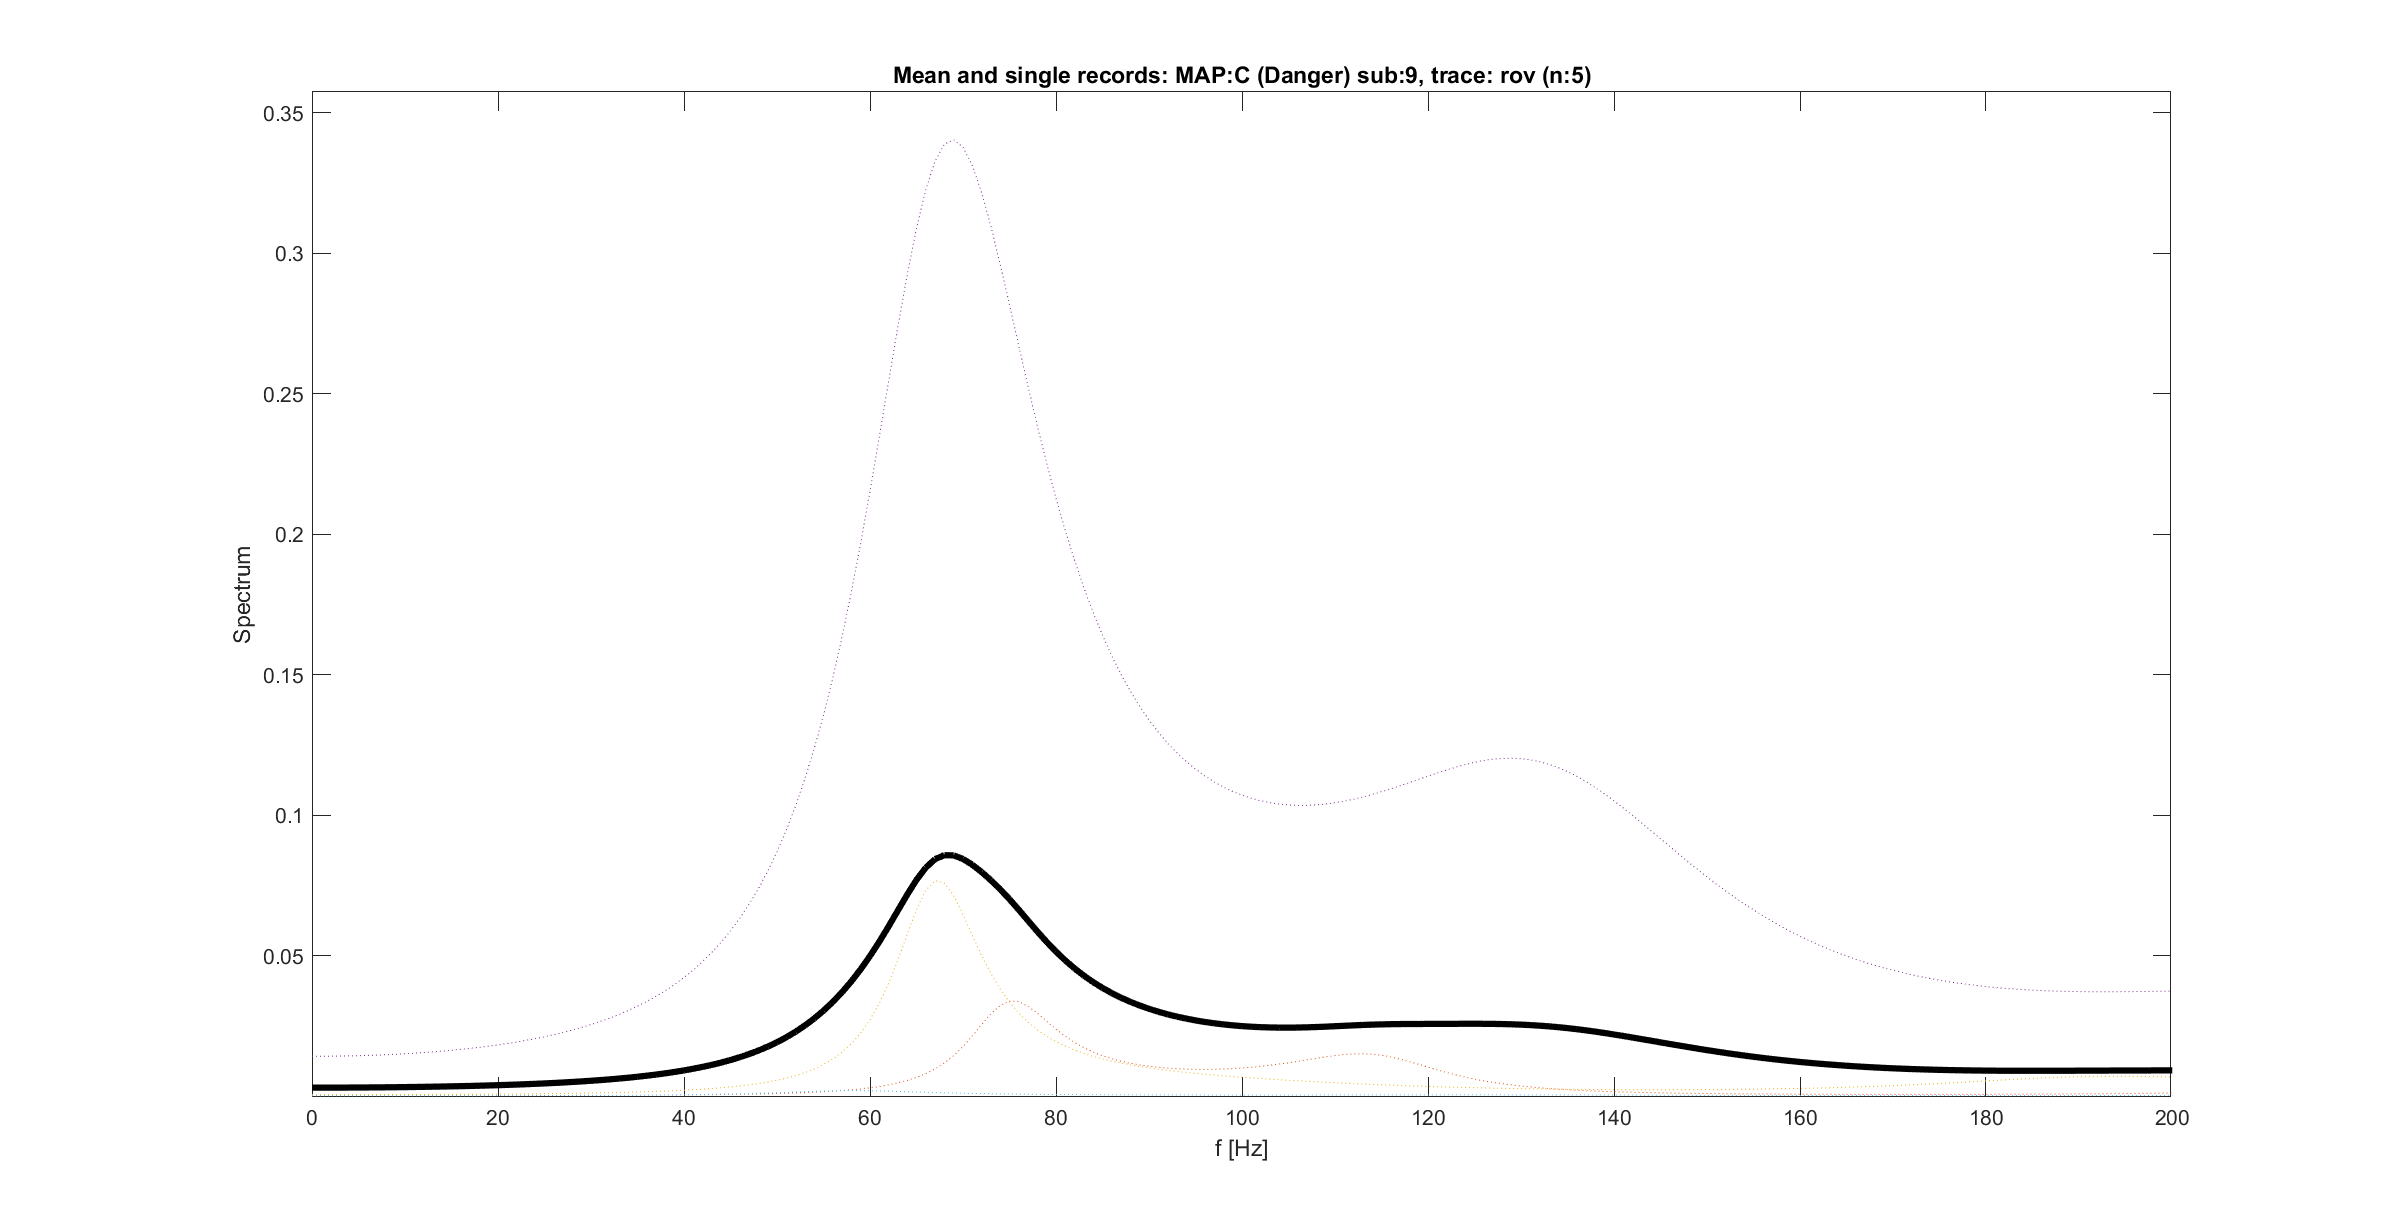 Mean and single records: MAP:C (Danger) sub:9, trace: rov (n:5)
0.35
0.3
0.25
0.2
0.15
0.1
0.05
Spectrum
0 20 40 60 80 100 120 140 160 180 200
f [Hz]